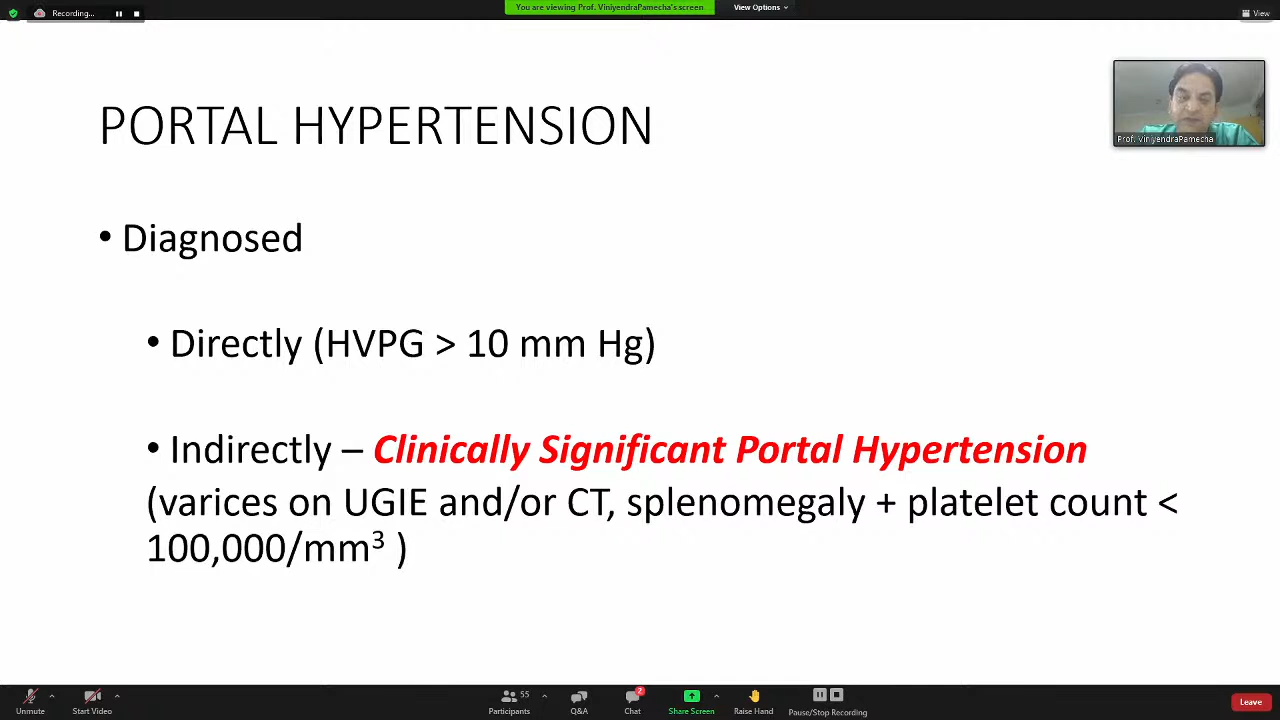 Recording...
You are viewing Prof. ViniyendraPamecha's screen
View Options
View
PORTAL HYPERTENSION
Prof. ViniyendraPamecha
• Diagnosed
• Directly (HVPG > 10 mm Hg)
• Indirectly – Clinically Significant Portal Hypertension
(varices on UGIE and/or CT, splenomegaly + platelet count <
100,000/mm³ )
Unmute
Start Video
55
Participants
Q&A
2
Chat
Share Screen
Raise Hand
Pause/Stop Recording
Leave